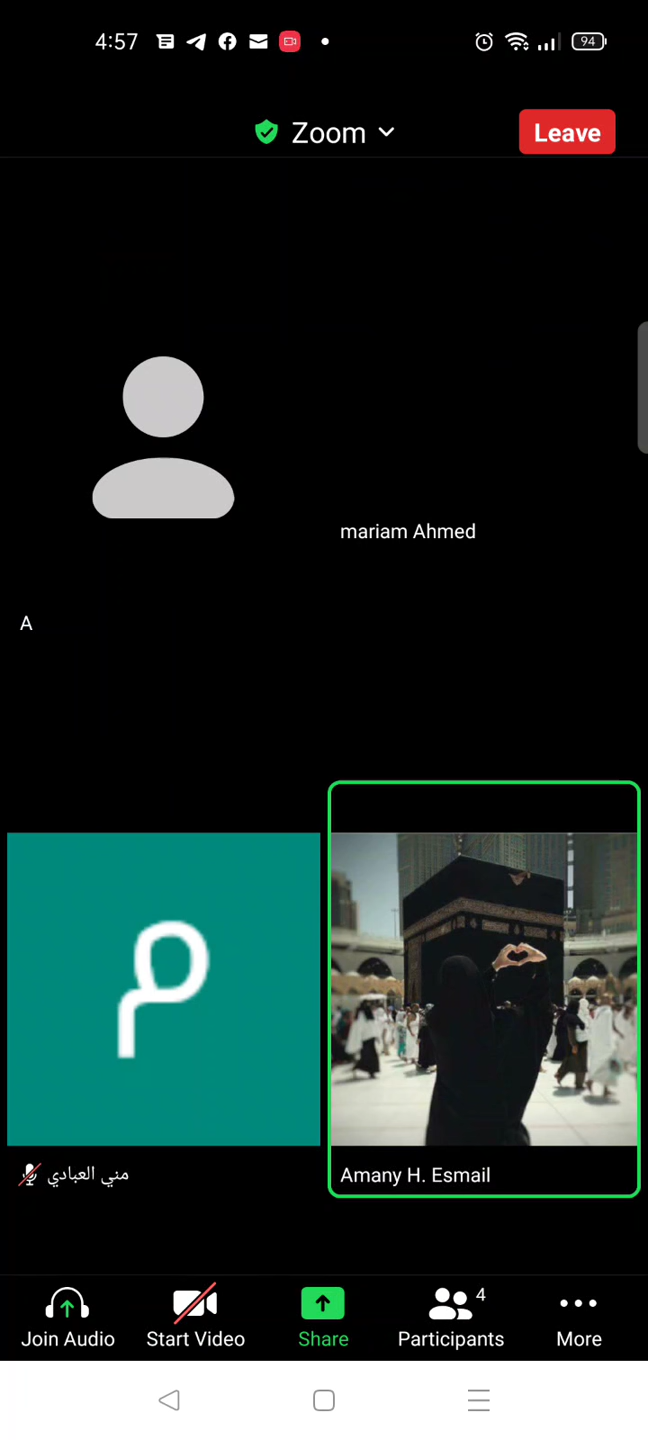 4:57
94
Zoom
Leave
mariam Ahmed
A
م
مني العبادي
Amany H. Esmail
4
Join Audio
Start Video
Share
Participants
More